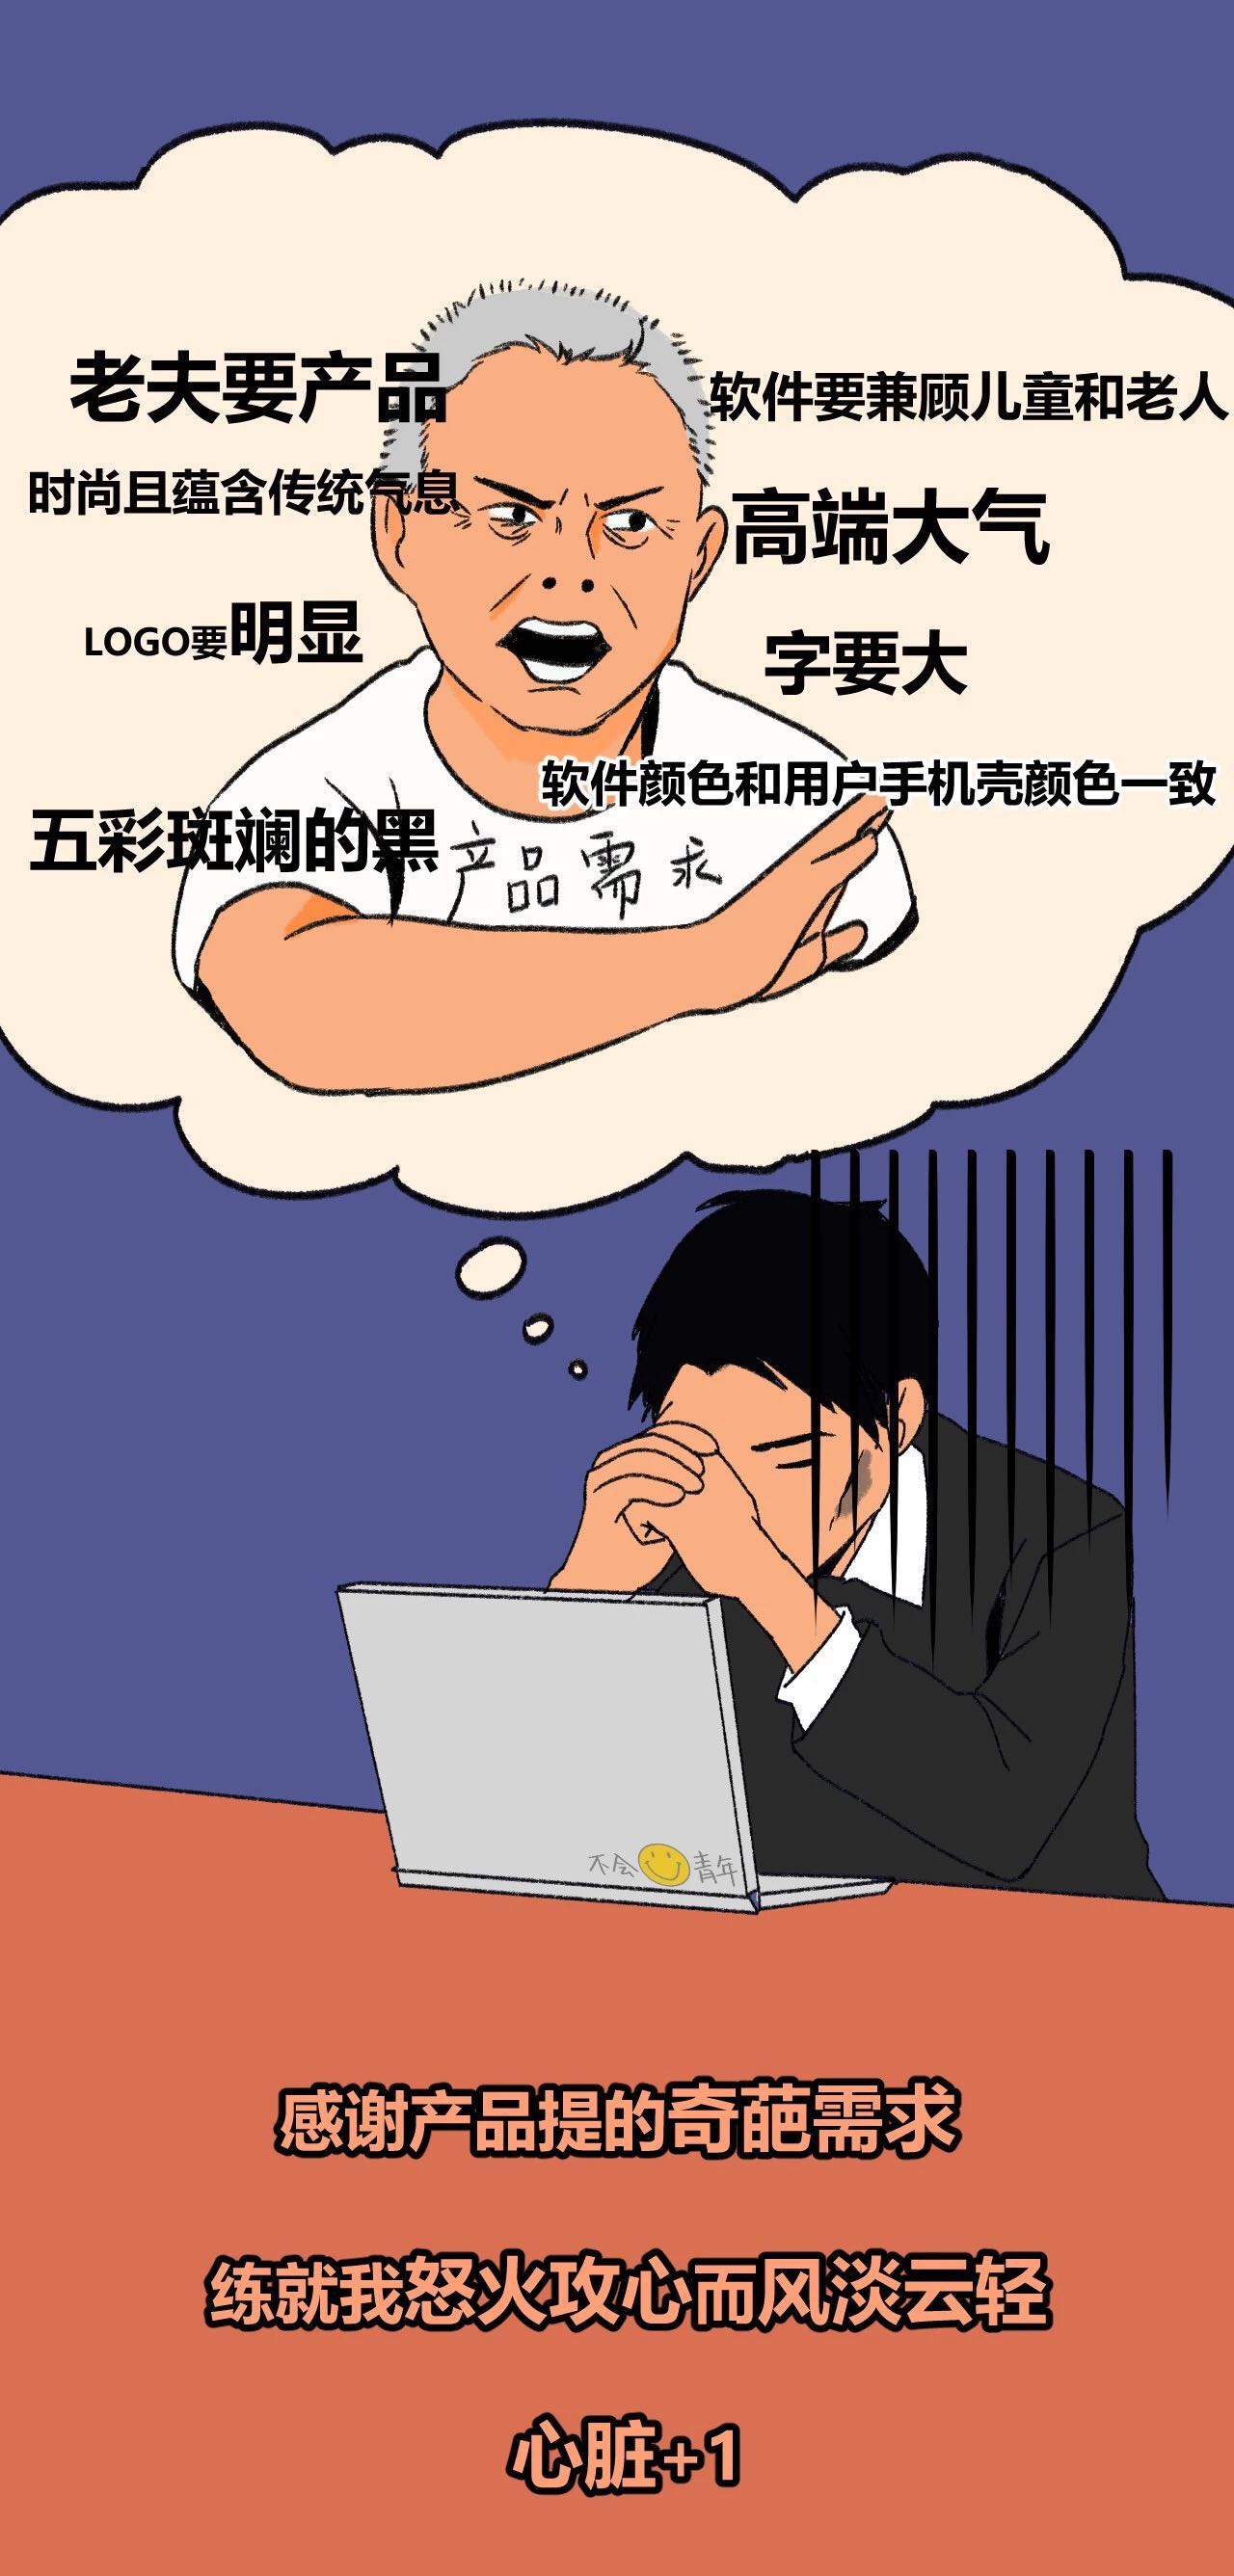 老夫要产品
时尚且蕴含传统气息
LOGO要明显
五彩斑斓的黑
软件要兼顾儿童和老人
高端大气
字要大
软件颜色和用户手机壳颜色一致
产品需求
不会青年
感谢产品提的奇葩需求
练就我怒火攻心而风淡云轻
心脏+1